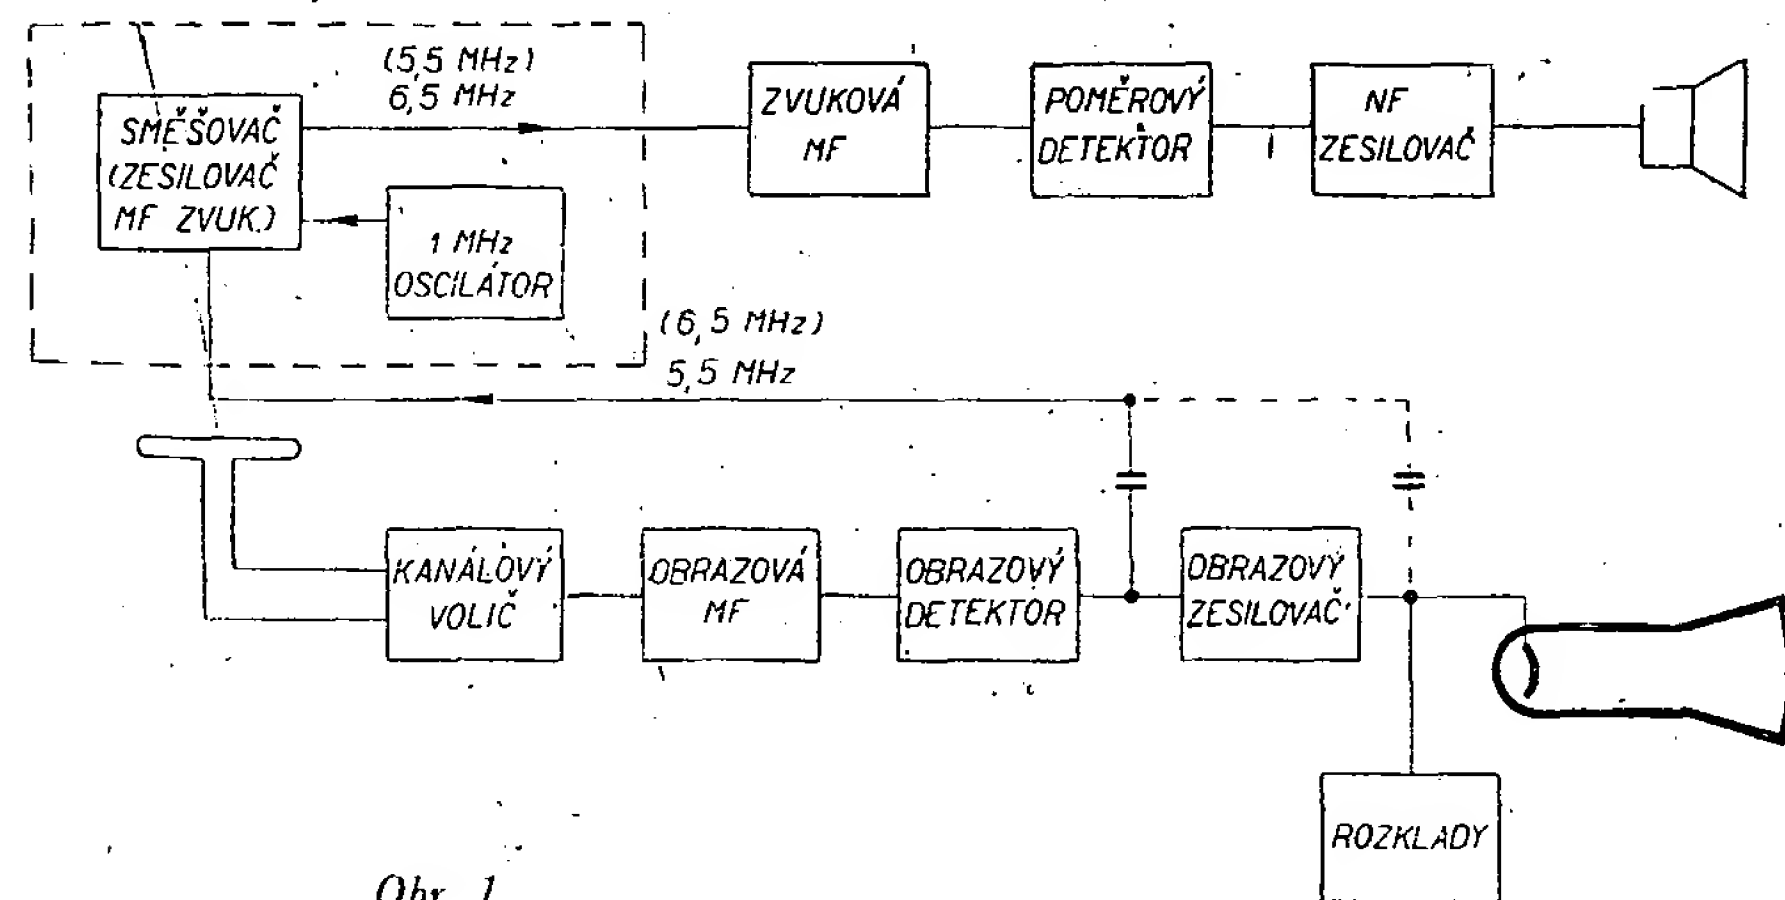 (5,5 MHz)
6,5 MHz
SMĚŠOVAČ
(ZESILOVAČ
MF ZVUK.)
1 MHz
OSCILÁTOR
ZVUKOVÁ
MF
POMĚROVÝ
DETEKTOR
NF
ZESILOVAČ
(6,5 MHz)
5,5 MHz
KANÁLOVÝ
VOLIČ
OBRAZOVÁ
MF
OBRAZOVÝ
DETEKTOR
OBRAZOVÝ
ZESILOVAČ
ROZKLADY
Obr. 1